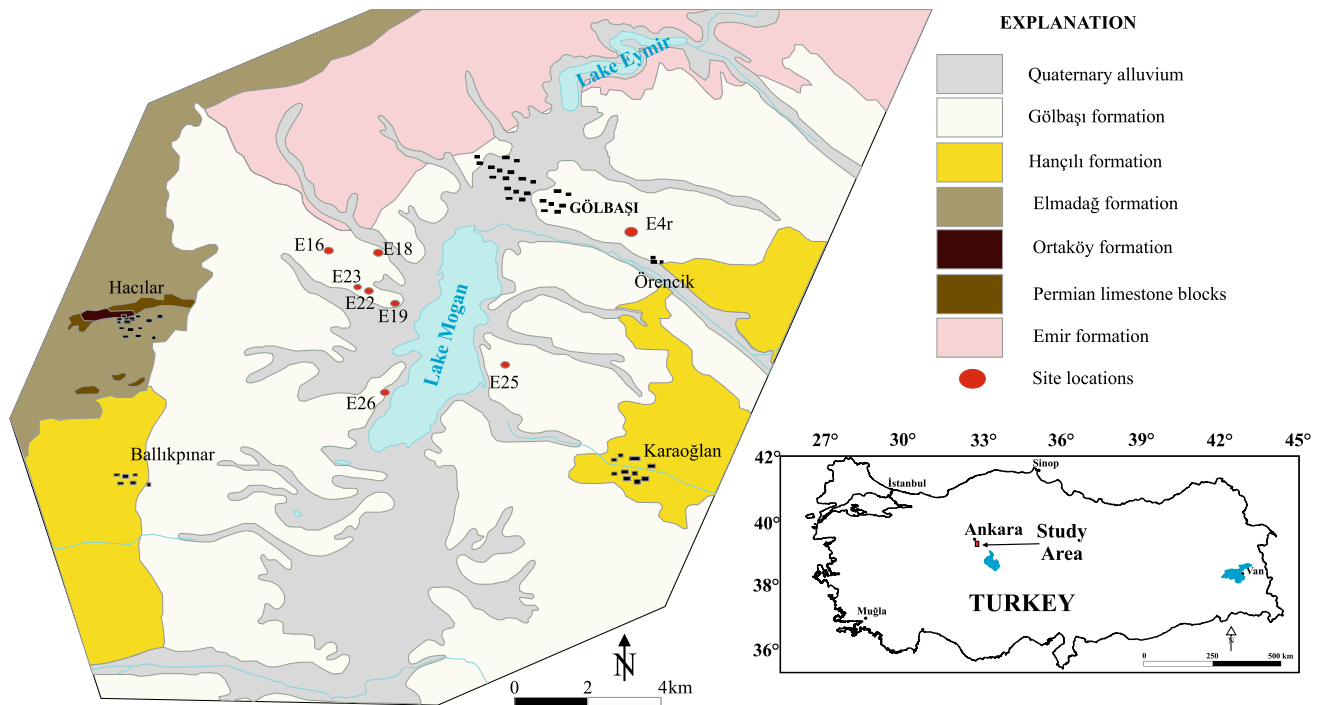 EXPLANATION
Quaternary alluvium
Gölbaşı formation
Hançılı formation
Elmadağ formation
Ortaköy formation
Permian limestone blocks
Emir formation
Site locations
Lake Eymir
GÖLBAŞI
E4r
E16
E18
E23
E22
E19
Örencik
Hacılar
Lake Mogan
E25
E26
Ballıkpınar
Karaoğlan
N
0 2 4km
27° 30° 33° 36° 39° 42° 45°
42°
40°
38°
36°
Sinop
İstanbul
Ankara
Study
Area
Van
TURKEY
Muğla
N
0 250 500 km